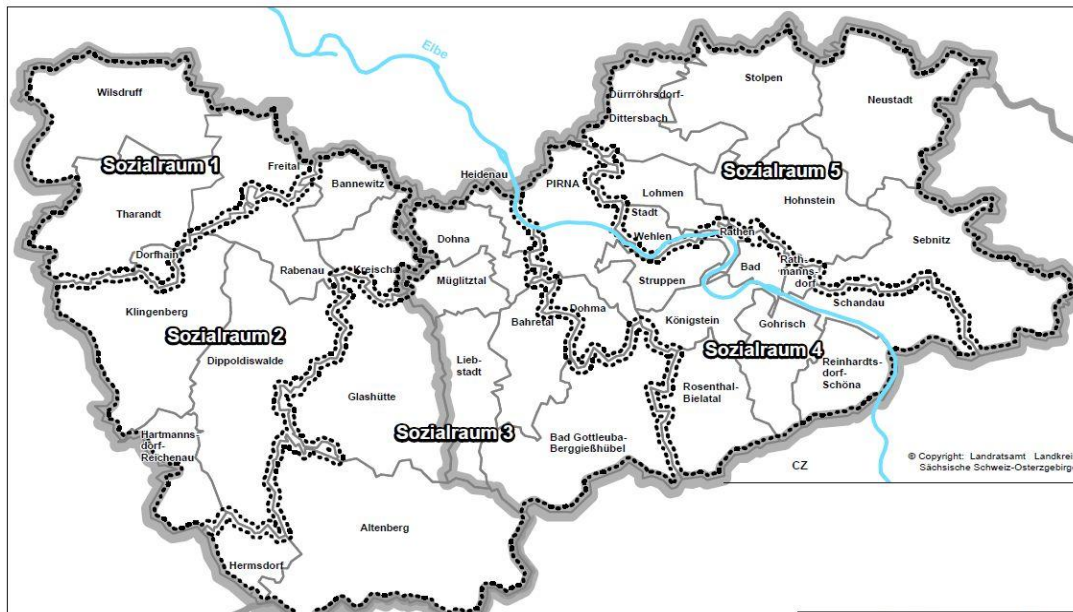 Elbe
Wilsdruff
Sozialraum 1
Freital
Tharandt
Dorfhain
Bannewitz
Rabenau
Kreischa
Klingenberg
Sozialraum 2
Dippoldiswalde
Hartmanns-
dorf-
Reichenau
Hermsdorf
Altenberg
Glashütte
Sozialraum 3
Heidenau
Dohna
Müglitztal
Lieb-
stadt
Bahretal
Bad Gottleuba-
Berggießhübel
PIRNA
Dohma
Struppen
Königstein
Sozialraum 4
Gohrisch
Rosenthal-
Bielatal
Reinhardts-
dorf-
Schöna
Bad
Schandau
Rath-
mannns-
dorf
Rathen
Stadt
Wehlen
Lohmen
Dürrröhrsdorf-
Dittersbach
Stolpen
Neustadt
Sozialraum 5
Hohnstein
Sebnitz
CZ
© Copyright: Landratsamt Landkrei
Sächsische Schweiz-Osterzgebirge